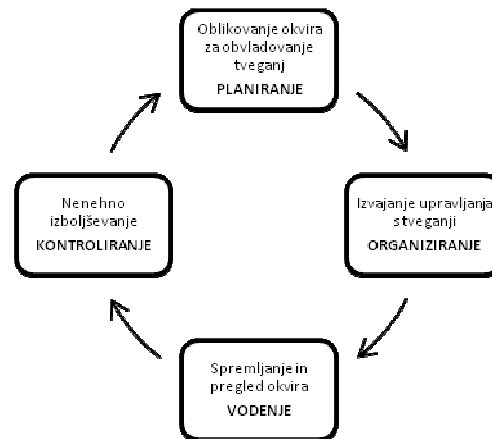 Oblikovanje okvira
za obvladovanje
tveganj
PLANIRANJE
Izvajanje upravljanja
s tveganji
ORGANIZIRANJE
Spremljanje in
pregled okvira
VODENJE
Nenehno
izboljševanje
KONTROLIRANJE